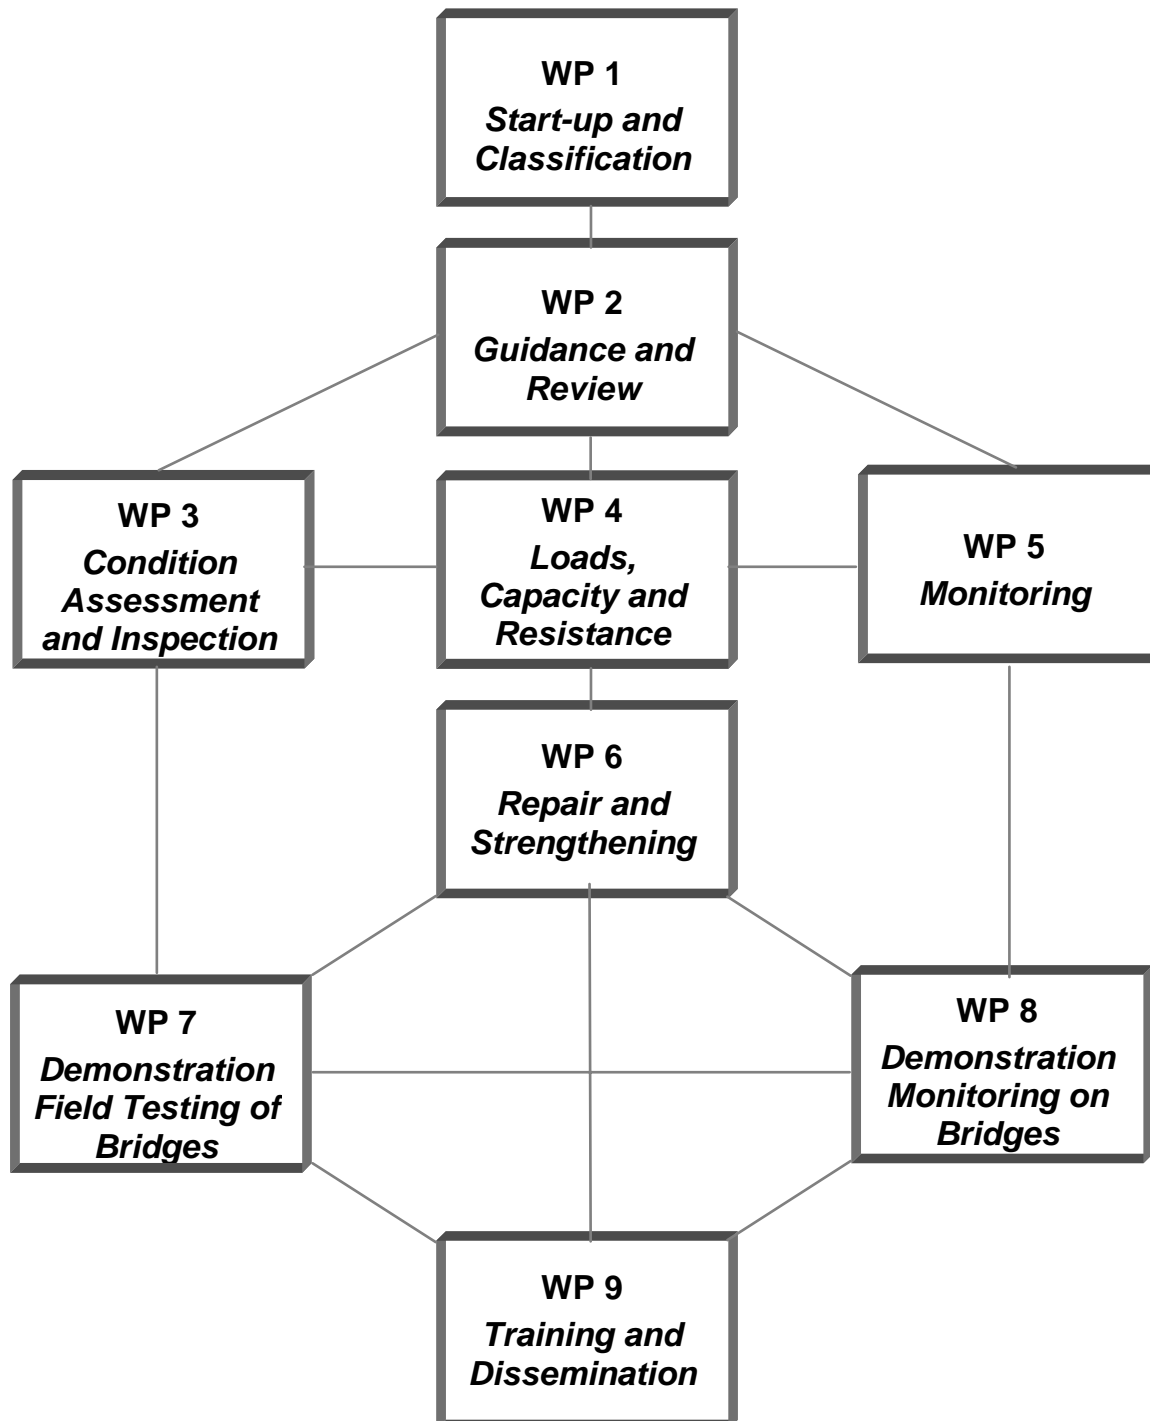 WP 1
Start-up and
Classification
WP 2
Guidance and
Review
WP 3
Condition
Assessment
and Inspection
WP 4
Loads,
Capacity and
Resistance
WP 5
Monitoring
WP 6
Repair and
Strengthening
WP 7
Demonstration
Field Testing of
Bridges
WP 8
Demonstration
Monitoring on
Bridges
WP 9
Training and
Dissemination